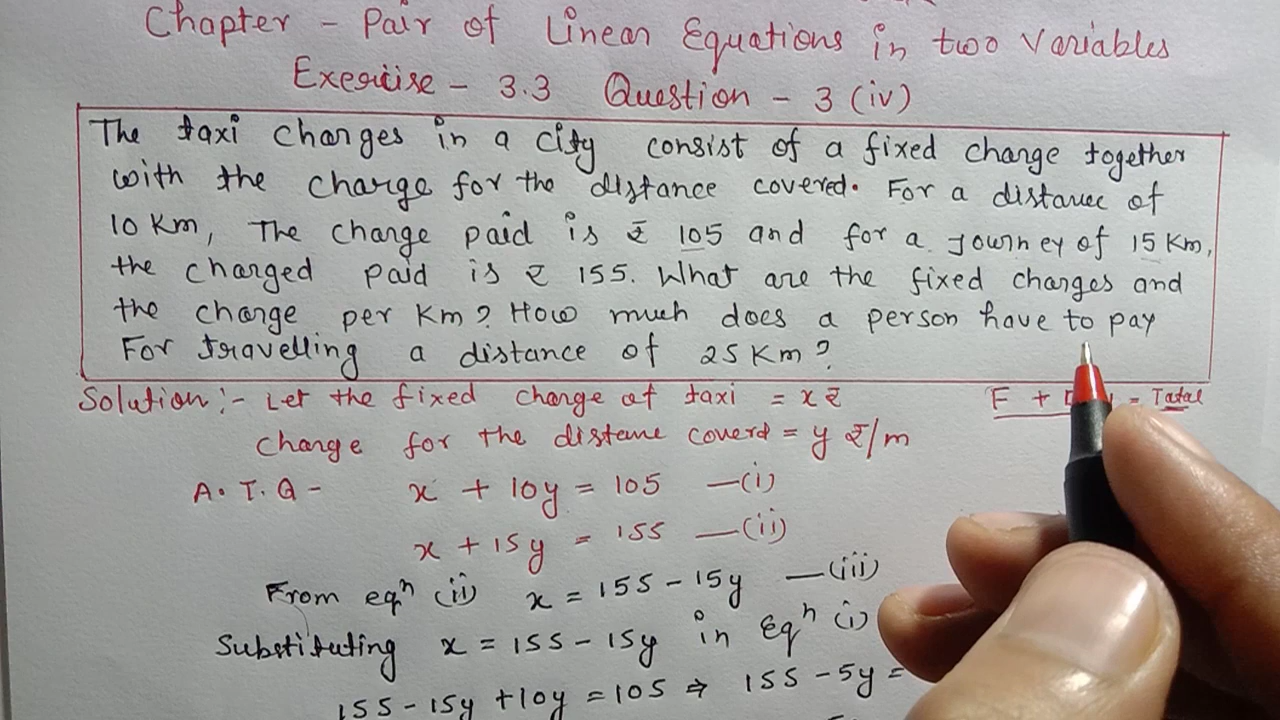 Chapter - Pair of Linear Equations in two Variables
Exercise - 3.3 Question - 3 (iv)
The taxi charges in a city consist of a fixed charge together
with the charge for the distance covered. For a distance of
10 Km, The charge paid is ₹ 105 and for a journey of 15 Km,
the charged paid is ₹ 155. What are the fixed charges and
the charge per Km? How much does a person have to pay
For travelling a distance of 25 Km?
Solution:- Let the fixed charge of taxi = x ₹
F + = Total
Charge for the distane coverd = y ₹/m
A.T.Q - x + 10y = 105 —(i)
x + 15y = 155 —(ii)
From eqn (ii) x = 155 - 15y —(iii)
Substituting x = 155 - 15y in Eqn (i)
155 - 15y + 10y = 105 ⇒ 155 - 5y =